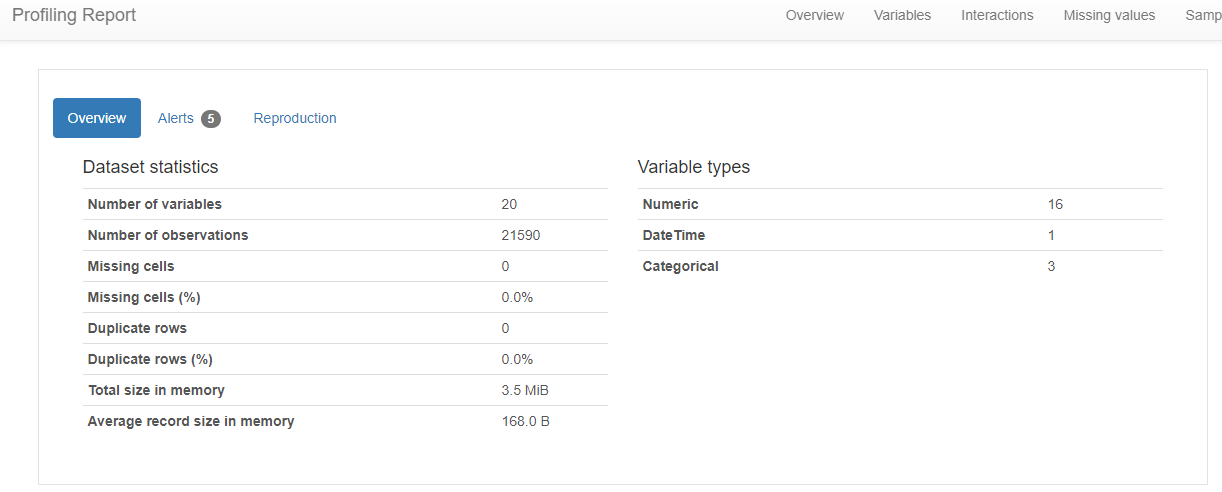 Profiling Report Overview Variables Interactions Missing values Samp
Overview Alerts 5 Reproduction
Dataset statistics
Number of variables 20
Number of observations 21590
Missing cells 0
Missing cells (%) 0.0%
Duplicate rows 0
Duplicate rows (%) 0.0%
Total size in memory 3.5 MiB
Average record size in memory 168.0 B
Variable types
Numeric 16
DateTime 1
Categorical 3